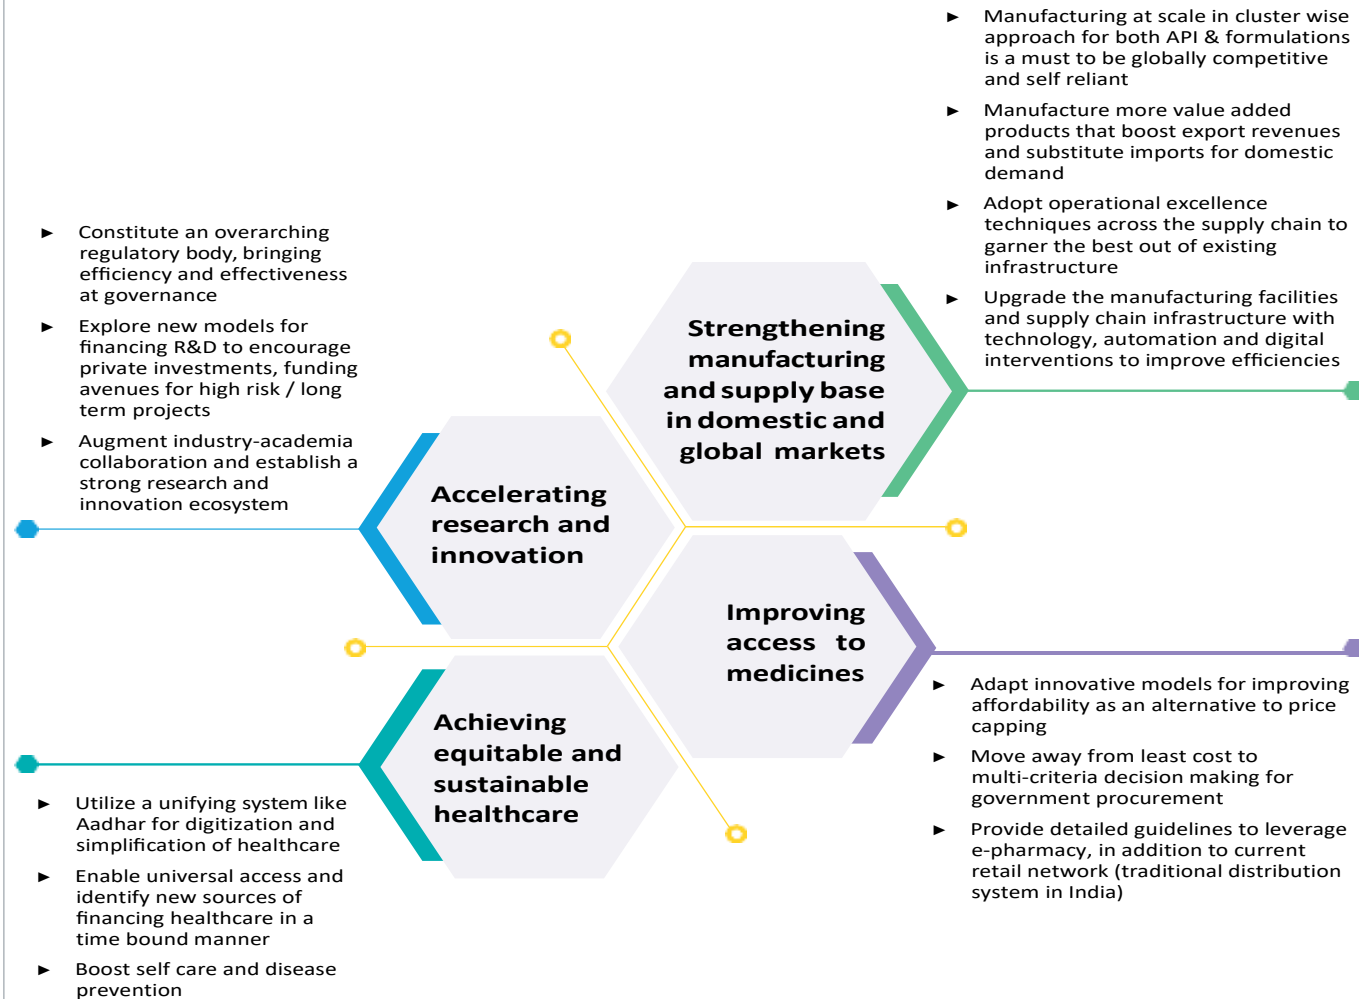 ► Manufacturing at scale in cluster wise
approach for both API & formulations
is a must to be globally competitive
and self reliant
► Manufacture more value added
products that boost export revenues
and substitute imports for domestic
demand
► Adopt operational excellence
techniques across the supply chain to
garner the best out of existing
infrastructure
► Upgrade the manufacturing facilities
and supply chain infrastructure with
technology, automation and digital
interventions to improve efficiencies
► Constitute an overarching
regulatory body, bringing
efficiency and effectiveness
at governance
► Explore new models for
financing R&D to encourage
private investments, funding
avenues for high risk / long
term projects
► Augment industry-academia
collaboration and establish a
strong research and
innovation ecosystem
Strengthening
manufacturing
and supply base
in domestic and
global markets
Accelerating
research and
innovation
Improving
access to
medicines
Achieving
equitable and
sustainable
healthcare
► Adapt innovative models for improving
affordability as an alternative to price
capping
► Move away from least cost to
multi-criteria decision making for
government procurement
► Provide detailed guidelines to leverage
e-pharmacy, in addition to current
retail network (traditional distribution
system in India)
► Utilize a unifying system like
Aadhar for digitization and
simplification of healthcare
► Enable universal access and
identify new sources of
financing healthcare in a
time bound manner
► Boost self care and disease
prevention